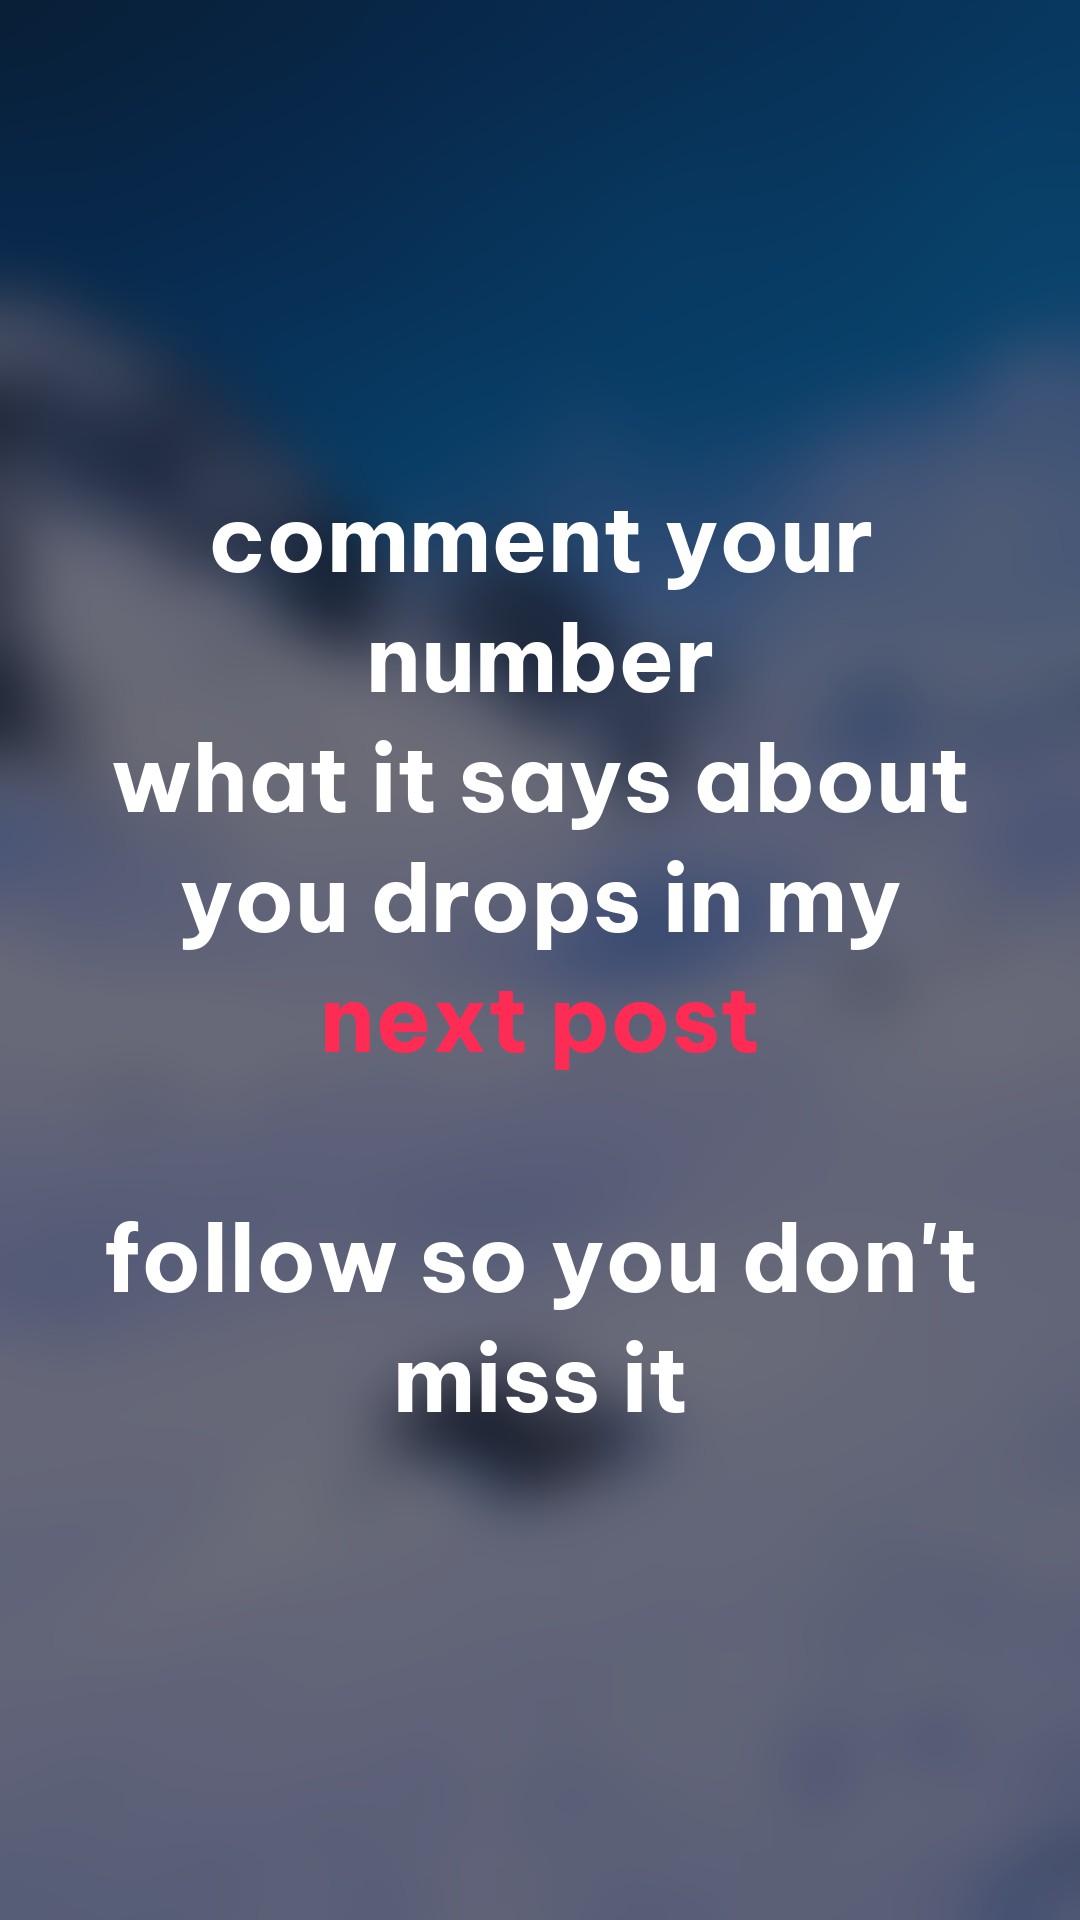 comment your
number
what it says about
you drops in my
next post
follow so you don't
miss it